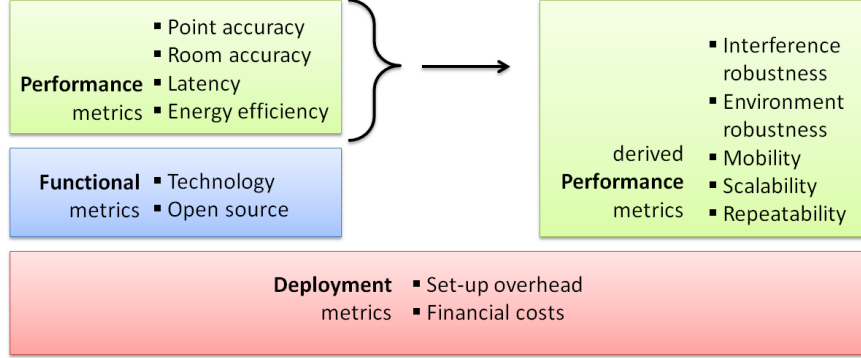 Performance
metrics
▪ Point accuracy
▪ Room accuracy
▪ Latency
▪ Energy efficiency
Functional
metrics
▪ Technology
▪ Open source
derived
Performance
metrics
▪ Interference
robustness
▪ Environment
robustness
▪ Mobility
▪ Scalability
▪ Repeatability
Deployment
metrics
▪ Set-up overhead
▪ Financial costs